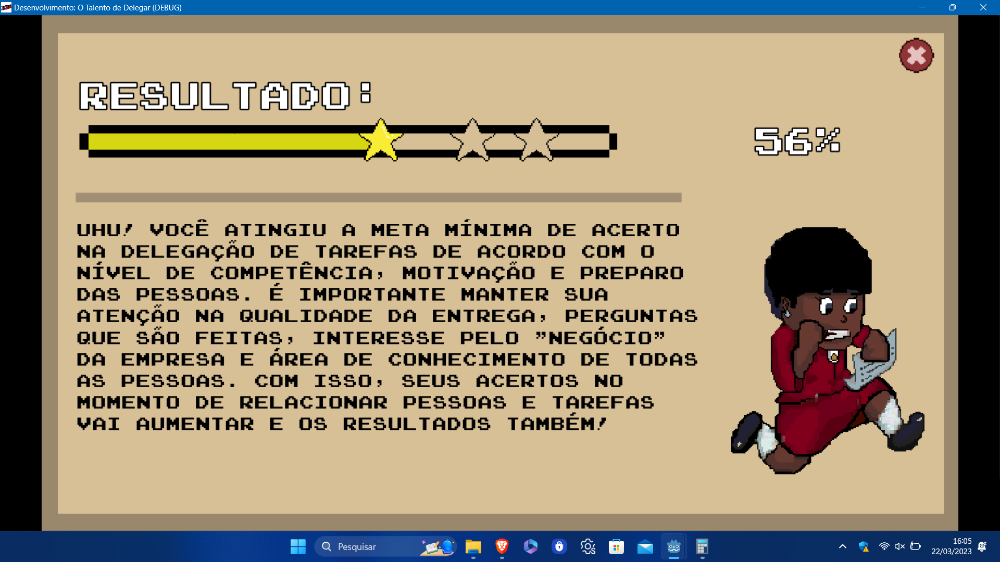 Desenvolvimento: O Talento de Delegar (DEBUG)
RESULTADO:
56%
UHU! VOCÊ ATINGIU A META MÍNIMA DE ACERTO
NA DELEGAÇÃO DE TAREFAS DE ACORDO COM O
NÍVEL DE COMPETÊNCIA, MOTIVAÇÃO E PREPARO
DAS PESSOAS. É IMPORTANTE MANTER SUA
ATENÇÃO NA QUALIDADE DA ENTREGA, PERGUNTAS
QUE SÃO FEITAS, INTERESSE PELO "NEGÓCIO"
DA EMPRESA E ÁREA DE CONHECIMENTO DE TODAS
AS PESSOAS. COM ISSO, SEUS ACERTOS NO
MOMENTO DE RELACIONAR PESSOAS E TAREFAS
VAI AUMENTAR E OS RESULTADOS TAMBÉM!
Pesquisar
16:05
22/03/2023